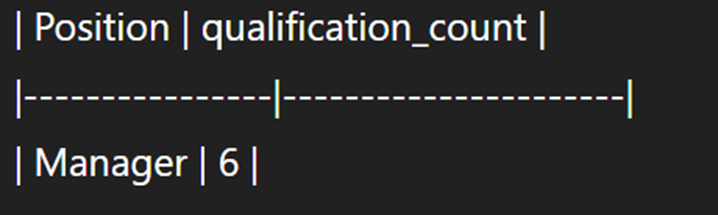 | Position | qualification_count |
|----------------|----------------------|
| Manager | 6 |